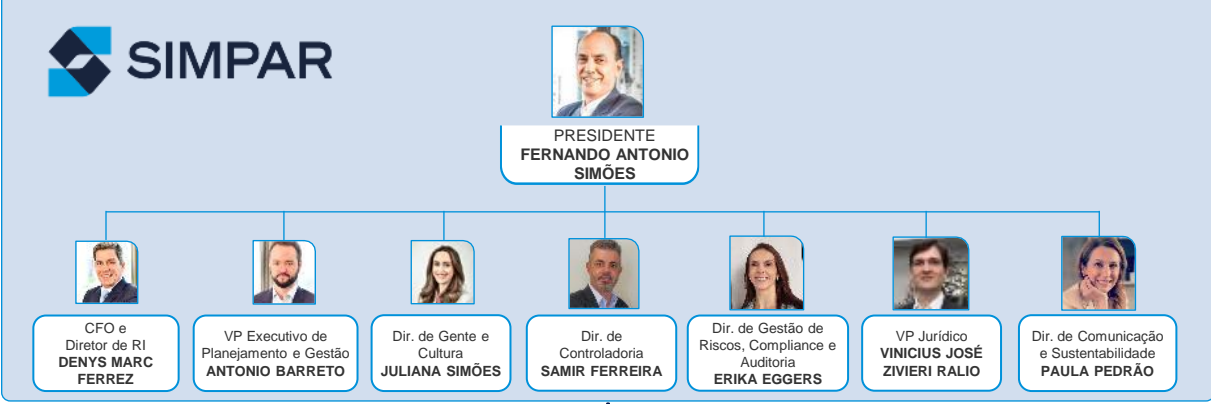 SIMPAR
PRESIDENTE
FERNANDO ANTONIO
SIMÕES
CFO e
Diretor de RI
DENYS MARC
FERREZ
VP Executivo de
Planejamento e Gestão
ANTONIO BARRETO
Dir. de Gente e
Cultura
JULIANA SIMÕES
Dir. de
Controladoria
SAMIR FERREIRA
Dir. de Gestão de
Riscos, Compliance e
Auditoria
ERIKA EGGERS
VP Jurídico
VINICIUS JOSÉ
ZIVIERI RALIO
Dir. de Comunicação
e Sustentabilidade
PAULA PEDRÃO